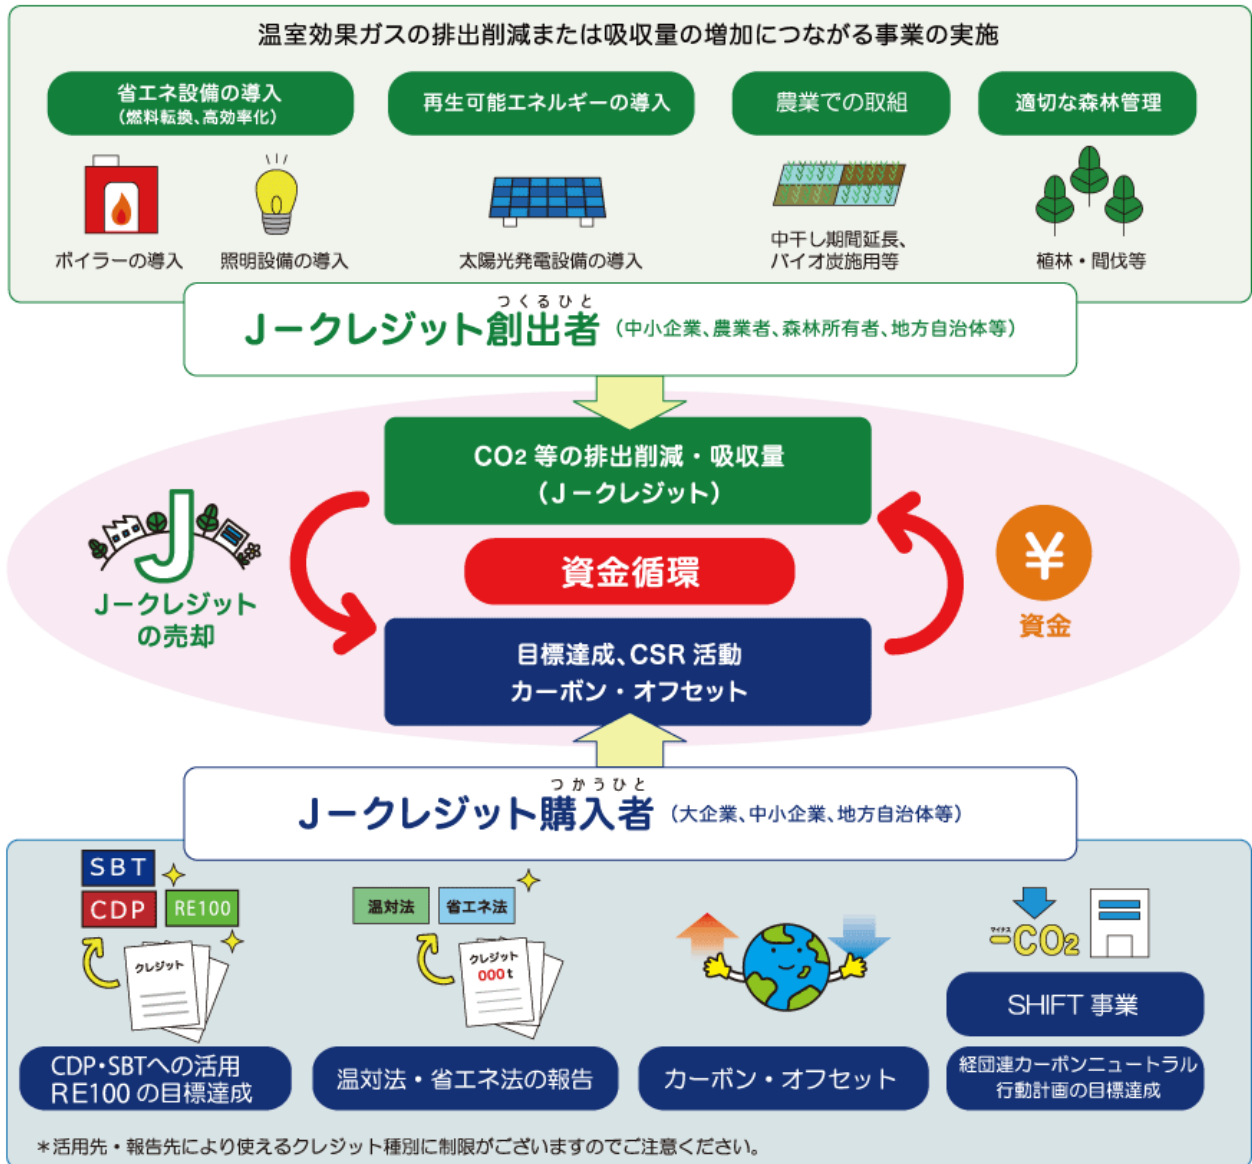 温室効果ガスの排出削減または吸収量の増加につながる事業の実施
省エネ設備の導入
(燃料転換、高効率化)
再生可能エネルギーの導入
農業での取組
適切な森林管理
ボイラーの導入
照明設備の導入
太陽光発電設備の導入
中干し期間延長、
バイオ炭施用等
植林・間伐等
つくるひと
Jークレジット創出者（中小企業、農業者、森林所有者、地方自治体等）
CO2 等の排出削減・吸収量
（Jークレジット）
J
Jークレジット
の売却
資金循環
¥
資金
目標達成、CSR 活動
カーボン・オフセット
つかうひと
Jークレジット購入者（大企業、中小企業、地方自治体等）
SBT
CDP
RE100
クレジット
CDP・SBTへの活用
RE100 の目標達成
温対法
省エネ法
クレジット
000t
温対法・省エネ法の報告
カーボン・オフセット
マイナス
-CO2
SHIFT 事業
経団連カーボンニュートラル
行動計画の目標達成
＊活用先・報告先により使えるクレジット種別に制限がございますのでご注意ください。